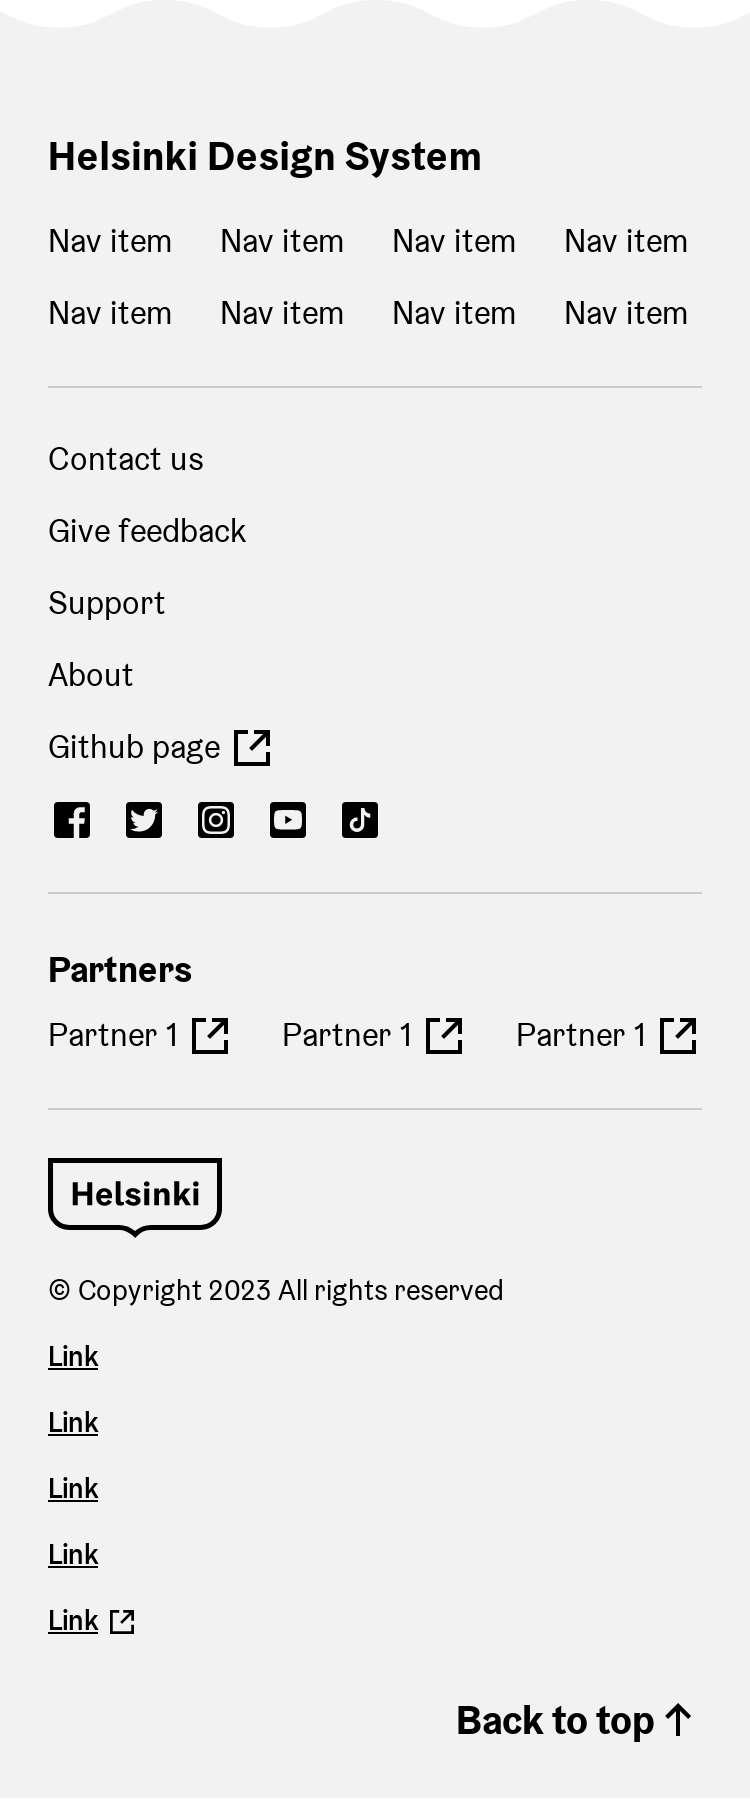 Helsinki Design System
Nav item Nav item Nav item Nav item
Nav item Nav item Nav item Nav item
Contact us
Give feedback
Support
About
Github page
Partners
Partner 1 Partner 1 Partner 1
Helsinki
© Copyright 2023 All rights reserved
Link
Link
Link
Link
Link
Back to top